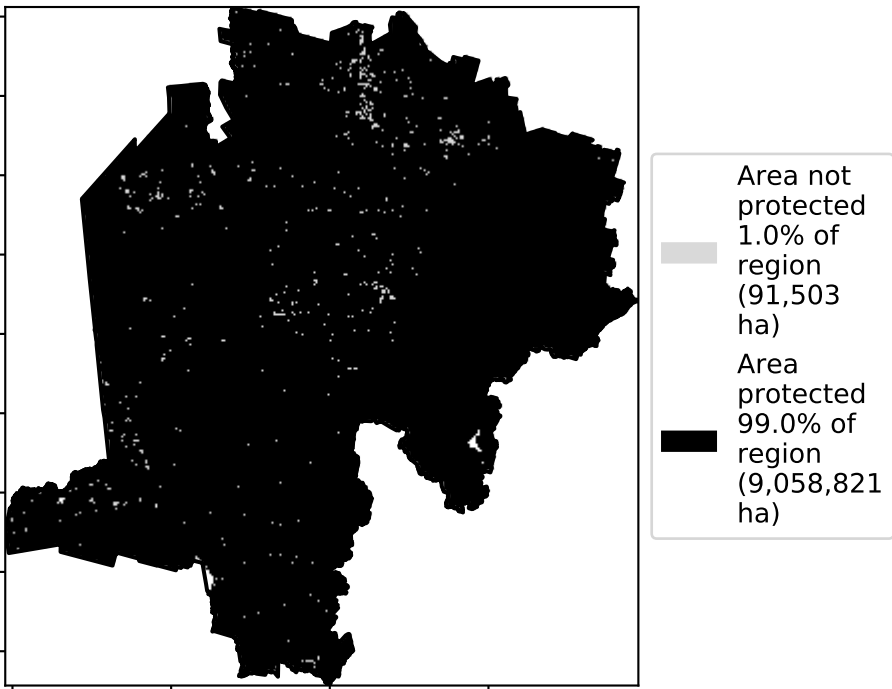 Area not
protected
1.0% of
region
(91,503
ha)
Area
protected
99.0% of
region
(9,058,821
ha)